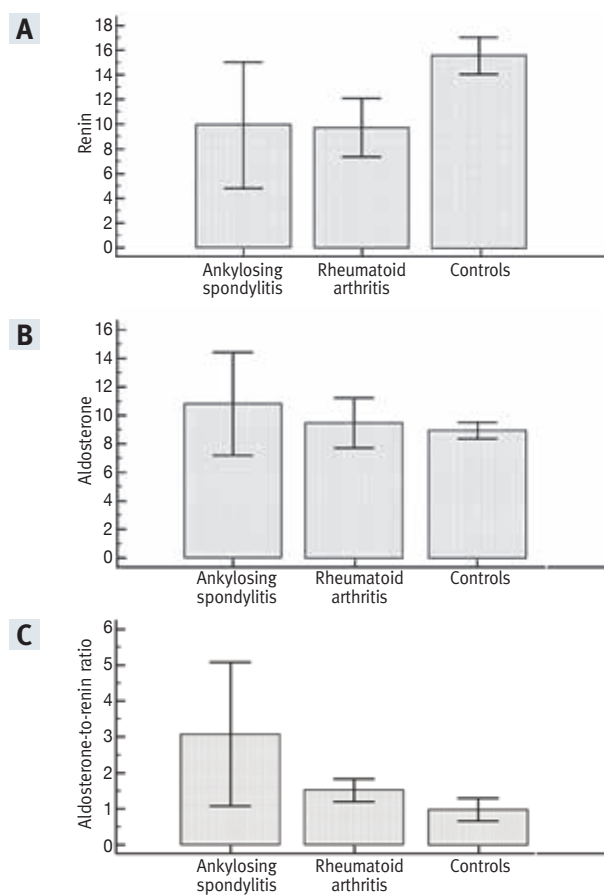 A
Renin
18
16
14
12
10
8
6
4
2
0
Ankylosing
spondylitis
Rheumatoid
arthritis
Controls
B
Aldosterone
16
14
12
10
8
6
4
2
0
Ankylosing
spondylitis
Rheumatoid
arthritis
Controls
C
Aldosterone-to-renin ratio
6
5
4
3
2
1
0
Ankylosing
spondylitis
Rheumatoid
arthritis
Controls